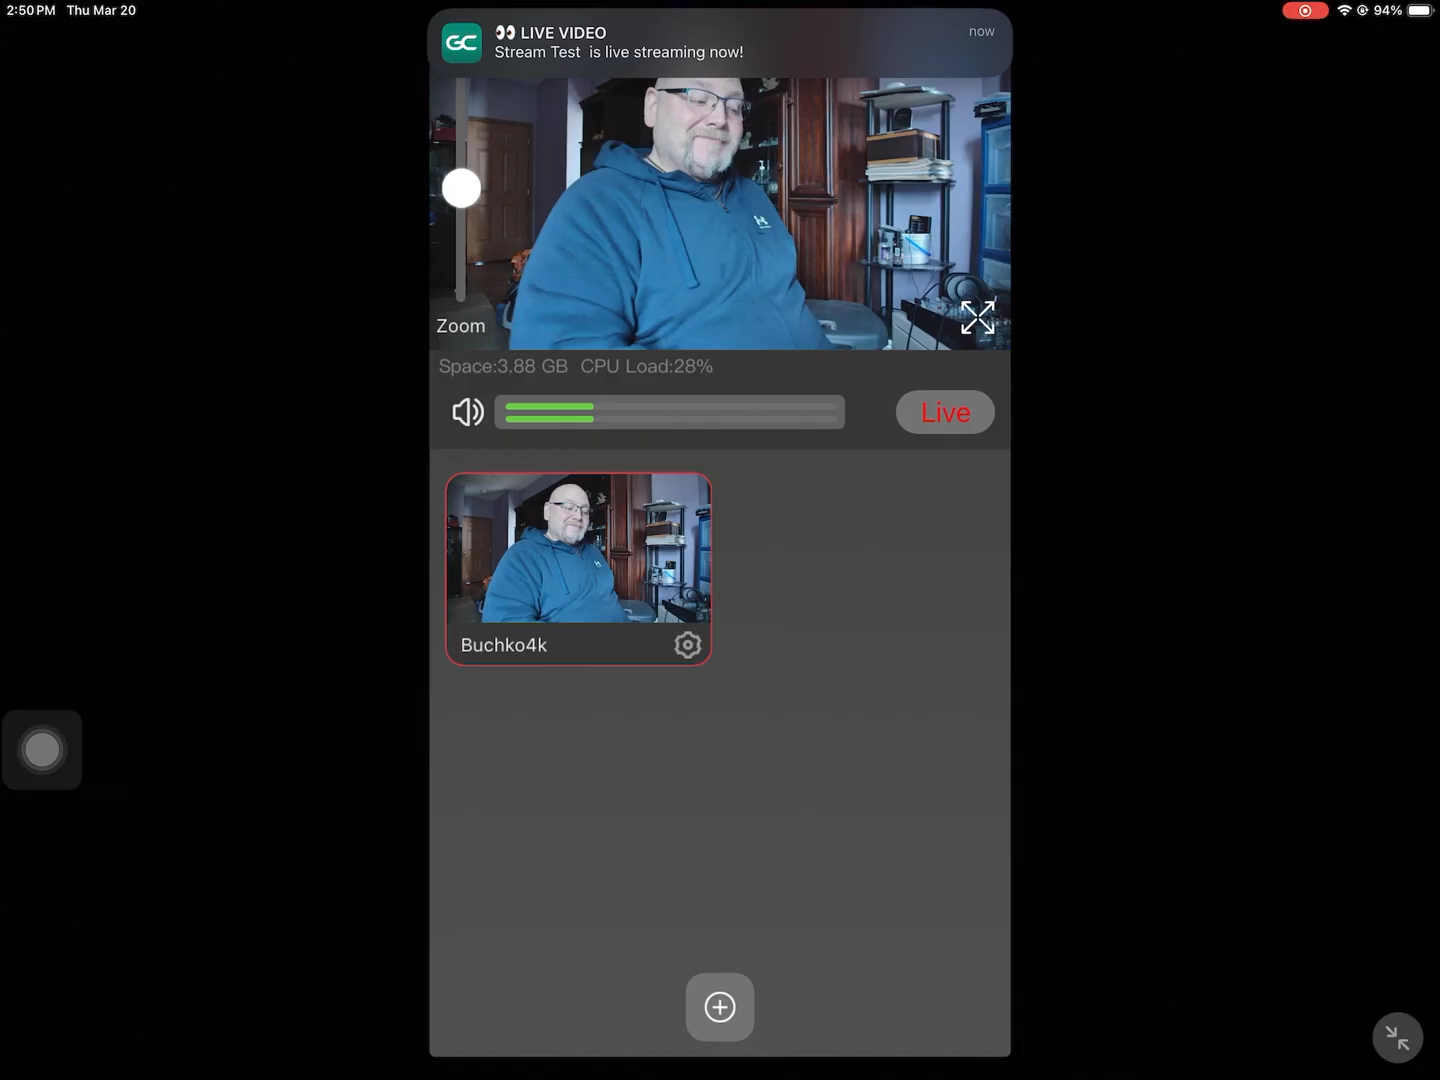 2:50 PM Thu Mar 20
94%
GC
👀 LIVE VIDEO
now
Stream Test is live streaming now!
Zoom
Space:3.88 GB CPU Load:28%
Live
Buchko4k